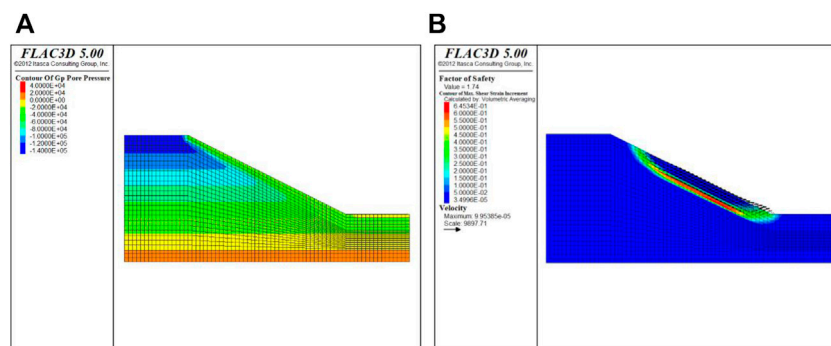 A
FLAC3D 5.00
©2012 Itasca Consulting Group, Inc.
Contour Of Gp Pore Pressure
4.0000E+04
2.0000E+04
0.0000E+00
-2.0000E+04
-4.0000E+04
-6.0000E+04
-8.0000E+04
-1.0000E+05
-1.2000E+05
-1.4000E+05
B
FLAC3D 5.00
©2012 Itasca Consulting Group, Inc.
Factor of Safety
Value = 1.74
Contour of Max. Shear Strain Increment
Calculated by: Volumetric Averaging
6.4534E-01
6.0000E-01
5.5000E-01
5.0000E-01
4.5000E-01
4.0000E-01
3.5000E-01
3.0000E-01
2.5000E-01
2.0000E-01
1.5000E-01
1.0000E-01
5.0000E-02
3.4996E-05
Velocity
Maximum: 9.95385e-05
Scale: 9897.71